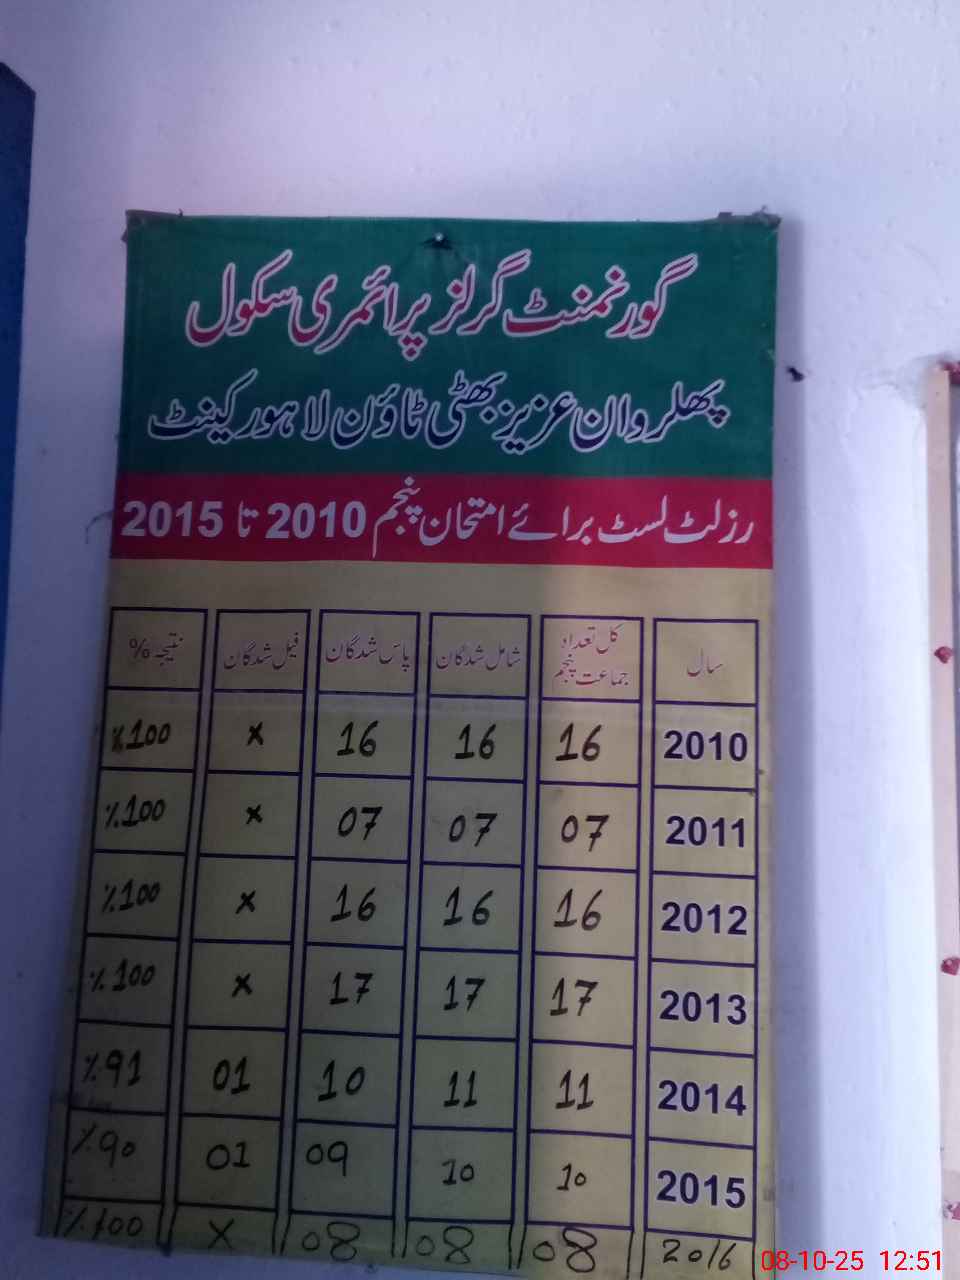 گورنمنٹ گرلز پرائمری سکول
پھلروان عزیز بھٹی ٹاؤن لاہور کینٹ
رزلٹ لسٹ برائے امتحان پنجم 2010 تا 2015
سال کل تعداد جماعت پنجم شامل شدگان پاس شدگان فیل شدگان نتیجہ %
2010 16 16 16 × %100
2011 07 07 07 × %100
2012 16 16 16 × %100
2013 17 17 17 × %100
2014 11 11 10 01 %91
2015 10 10 09 01 %90
2016 08 08 08 × %100
08-10-25 12:51